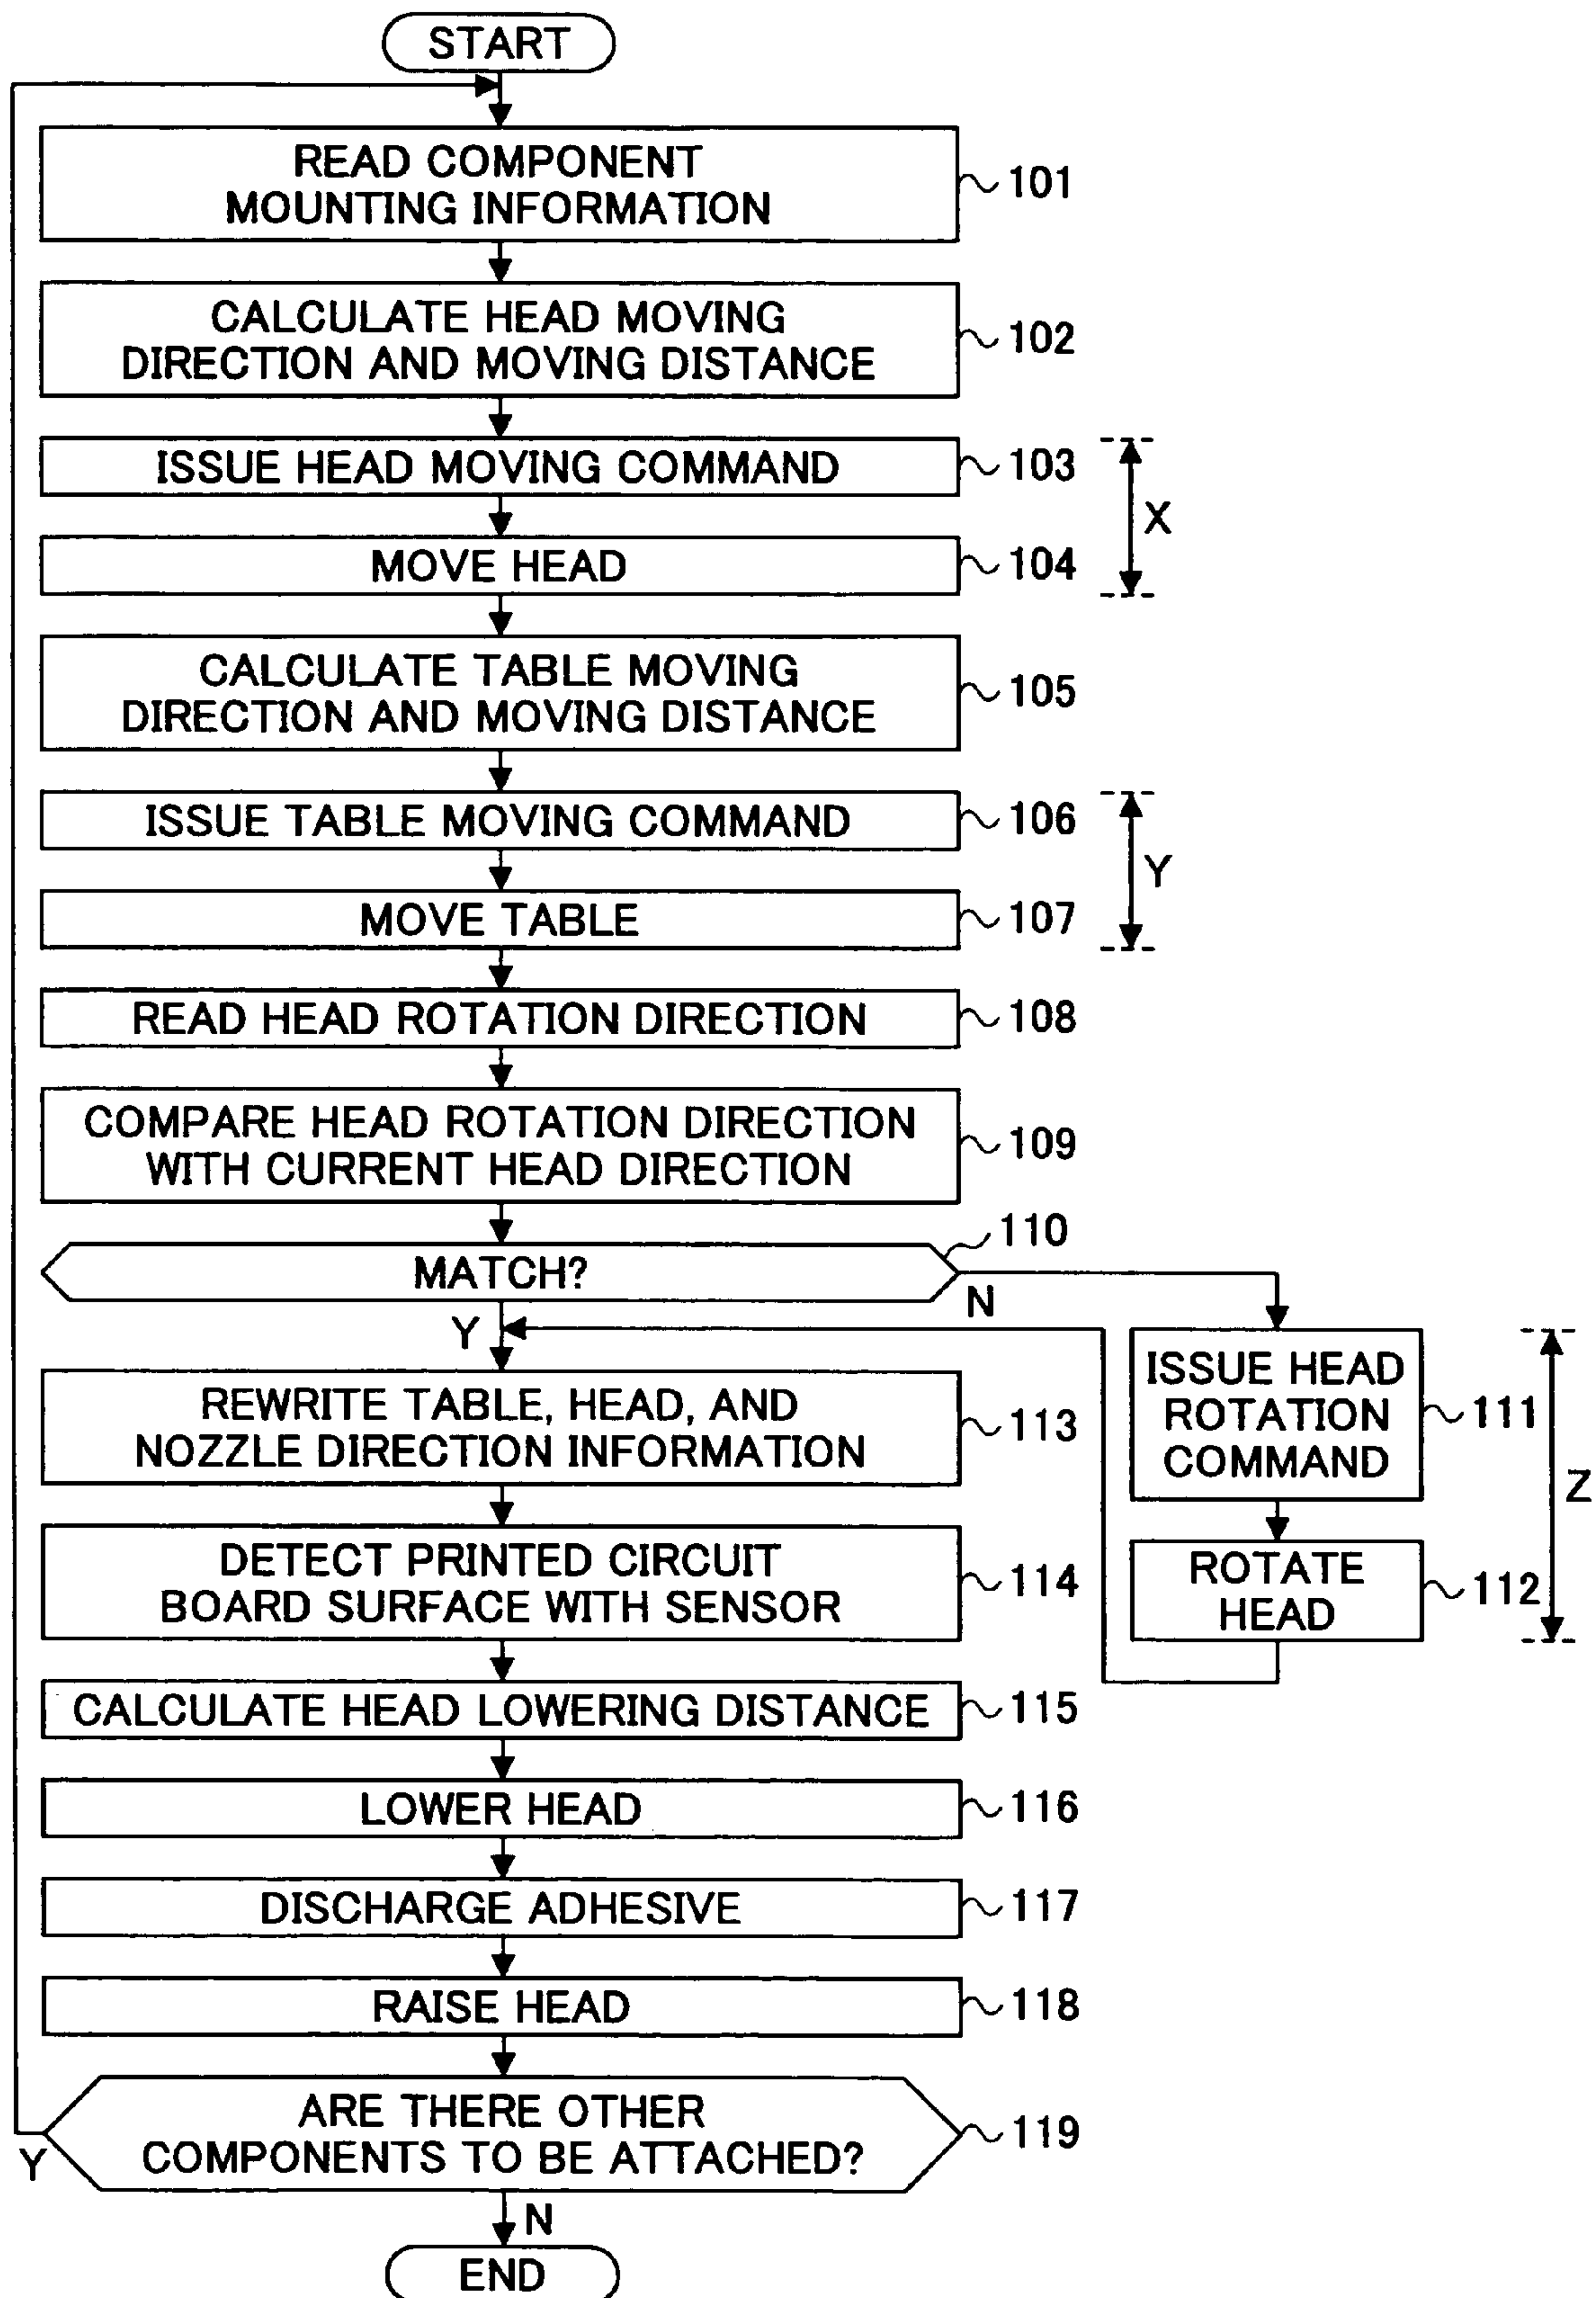 START
READ COMPONENT
MOUNTING INFORMATION
101
CALCULATE HEAD MOVING
DIRECTION AND MOVING DISTANCE
102
ISSUE HEAD MOVING COMMAND
103
X
MOVE HEAD
104
CALCULATE TABLE MOVING
DIRECTION AND MOVING DISTANCE
105
ISSUE TABLE MOVING COMMAND
106
Y
MOVE TABLE
107
READ HEAD ROTATION DIRECTION
108
COMPARE HEAD ROTATION DIRECTION
WITH CURRENT HEAD DIRECTION
109
MATCH?
110
N
Y
ISSUE HEAD
ROTATION
COMMAND
111
Z
ROTATE
HEAD
112
REWRITE TABLE, HEAD, AND
NOZZLE DIRECTION INFORMATION
113
DETECT PRINTED CIRCUIT
BOARD SURFACE WITH SENSOR
114
CALCULATE HEAD LOWERING DISTANCE
115
LOWER HEAD
116
DISCHARGE ADHESIVE
117
RAISE HEAD
118
ARE THERE OTHER
COMPONENTS TO BE ATTACHED?
119
Y
N
END